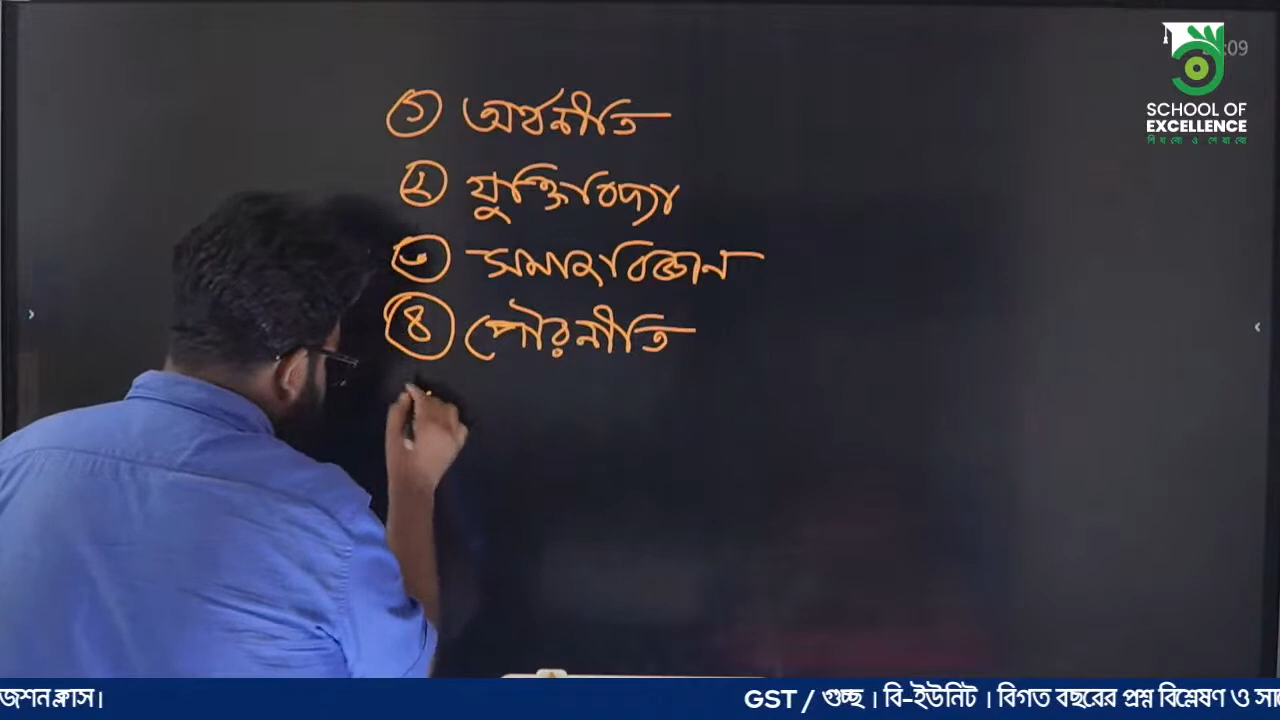 :09
SCHOOL OF
EXCELLENCE
শিখবো ও শেখাবো
১ অর্থনীতি
২ যুক্তিবিদ্যা
৩ সমাজবিজ্ঞান
৪ পৌরনীতি
জেশন ক্লাস।
GST / গুচ্ছ । বি-ইউনিট । বিগত বছরের প্রশ্ন বিশ্লেষণ ও